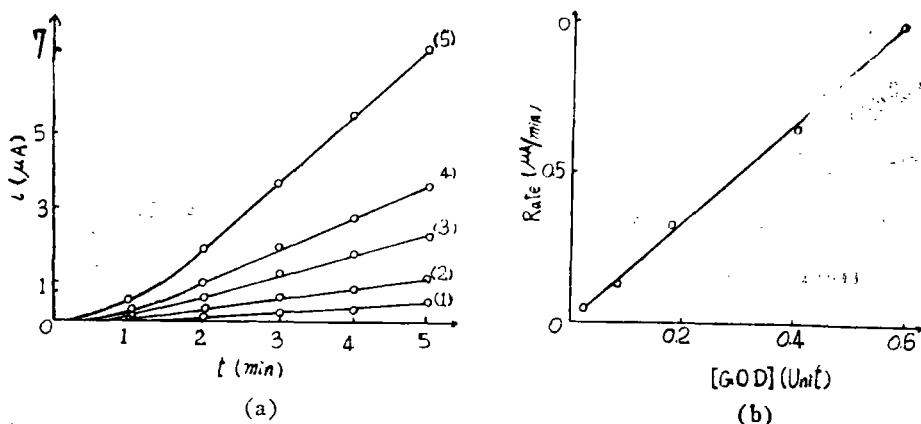 7
5
3
1
0
i (μA)
(5)
(4)
(3)
(2)
(1)
1 2 3 4 5
t (min)
(a)
0
0.5
0
Rate (μA/min)
0.2 0.4 0.6
[GOD] (Unit)
(b)